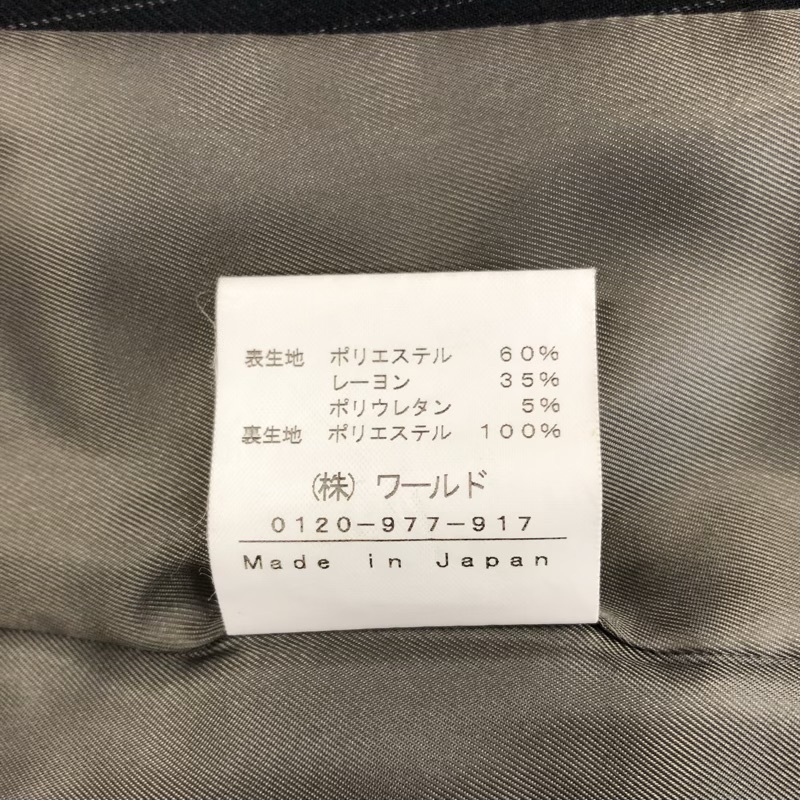 表生地 ポリエステル 60%
レーヨン 35%
ポリウレタン 5%
裏生地 ポリエステル 100%
(株) ワールド
0120-977-917
Made in Japan